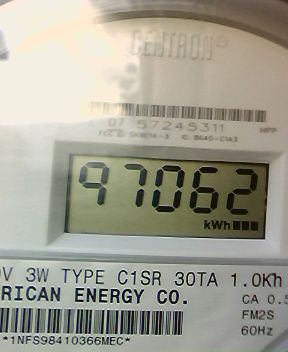 CENTRON®
07 57245311
HPP
97062
kWh
V 3W TYPE C1SR 30TA 1.0Kh
RICAN ENERGY CO.
CA 0.5
FM2S
60Hz
*1NFS98410366MEC*